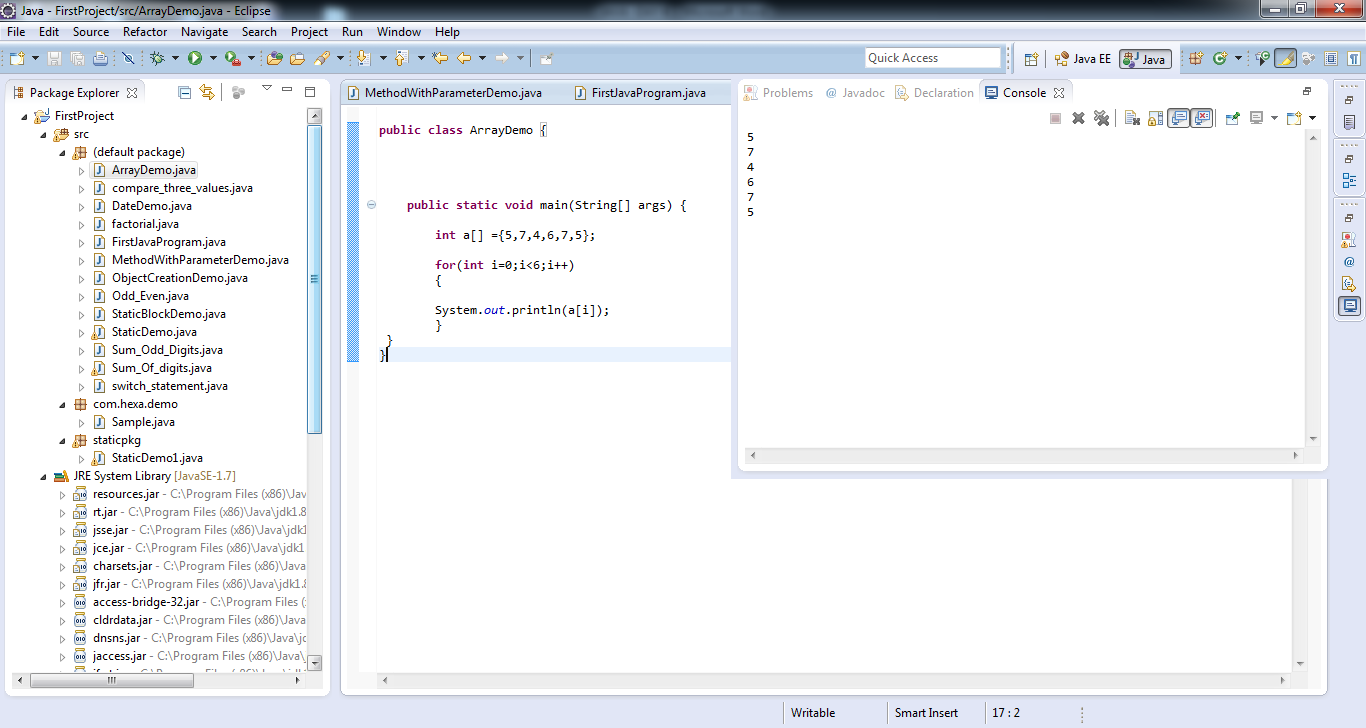 Java - FirstProject/src/ArrayDemo.java - Eclipse
File Edit Source Refactor Navigate Search Project Run Window Help
Quick Access
Java EE
Java
Package Explorer
FirstProject
src
(default package)
ArrayDemo.java
compare_three_values.java
DateDemo.java
factorial.java
FirstJavaProgram.java
MethodWithParameterDemo.java
ObjectCreationDemo.java
Odd_Even.java
StaticBlockDemo.java
StaticDemo.java
Sum_Odd_Digits.java
Sum_Of_digits.java
switch_statement.java
com.hexa.demo
Sample.java
staticpkg
StaticDemo1.java
JRE System Library [JavaSE-1.7]
resources.jar - C:\Program Files (x86)\Jav
rt.jar - C:\Program Files (x86)\Java\jdk1.8
jsse.jar - C:\Program Files (x86)\Java\jdk1
jce.jar - C:\Program Files (x86)\Java\jdk1
charsets.jar - C:\Program Files (x86)\Java
jfr.jar - C:\Program Files (x86)\Java\jdk1.8
access-bridge-32.jar - C:\Program Files (
cldrdata.jar - C:\Program Files (x86)\Java
dnsns.jar - C:\Program Files (x86)\Java\jc
jaccess.jar - C:\Program Files (x86)\Java
MethodWithParameterDemo.java
FirstJavaProgram.java
public class ArrayDemo {
public static void main(String[] args) {
int a[] ={5,7,4,6,7,5};
for(int i=0;i<6;i++)
{
System.out.println(a[i]);
}
}
}
Problems @ Javadoc Declaration Console
5
7
4
6
7
5
Writable
Smart Insert
17 : 2